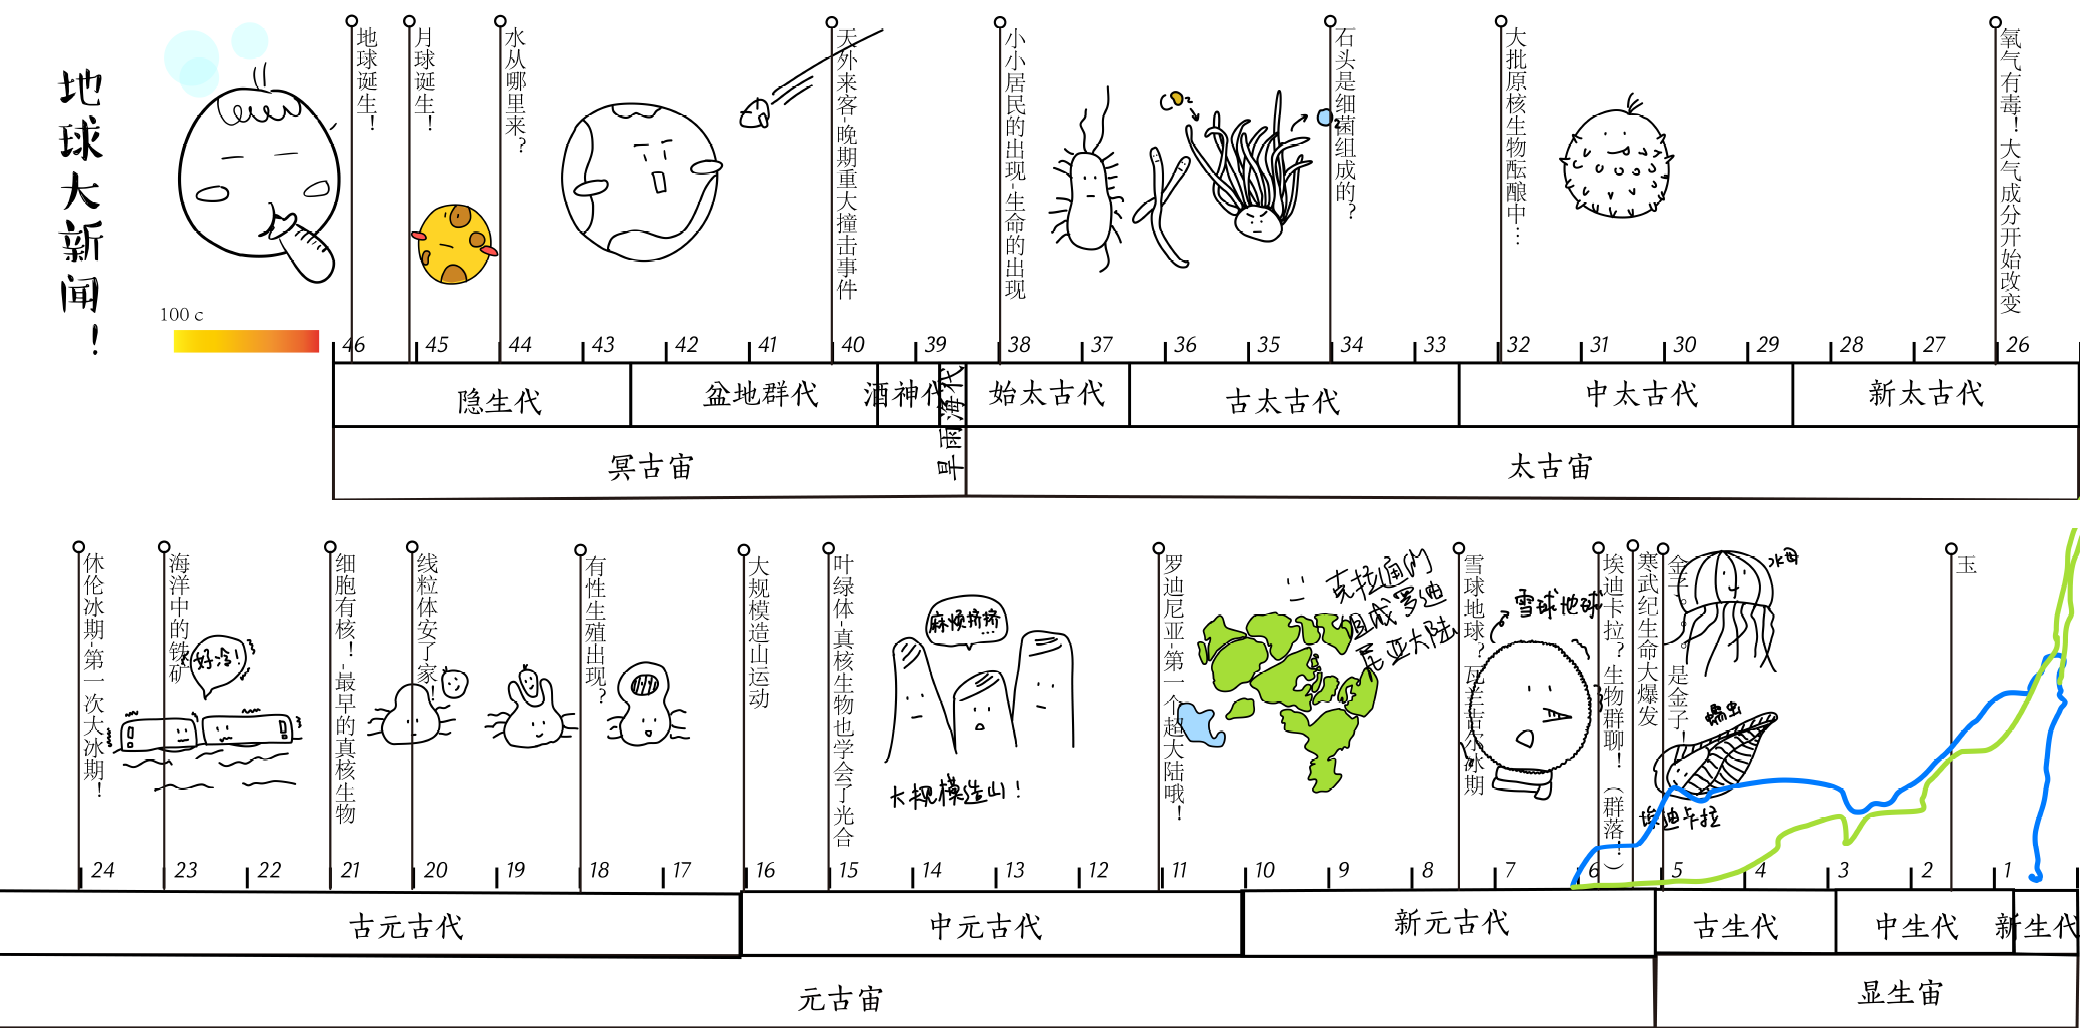 地球大新闻！
100 c
地球诞生！
月球诞生！
水从哪里来？
天外来客-晚期重大撞击事件
小小居民的出现-生命的出现
石头是细菌组成的？
大批原核生物酝酿中…
氧气有毒！大气成分开始改变
C 2
2
46 45 44 43 42 41 40 39 38 37 36 35 34 33 32 31 30 29 28 27 26
隐生代 盆地群代 酒神代 早雨海代 始太古代 古太古代 中太古代 新太古代
冥古宙 太古宙
休伦冰期-第一次大冰期！
海洋中的铁矿
好冷！
细胞有核！-最早的真核生物
线粒体安了家！
有性生殖出现？
大规模造山运动
叶绿体-真核生物也学会了光合
麻烦挤挤…
大规模造山！
罗迪尼亚-第一个超大陆哦！
克拉通们
组成罗迪
尼亚大陆
雪球地球？瓦兰吉尔冰期
雪球地球
埃迪卡拉？生物群聊！（群落！）
寒武纪生命大爆发
金子。。。是金子！
水母
蠕虫
埃迪卡拉
玉
24 23 22 21 20 19 18 17 16 15 14 13 12 11 10 9 8 7 6 5 4 3 2 1
古元古代 中元古代 新元古代 古生代 中生代 新生代
元古宙 显生宙